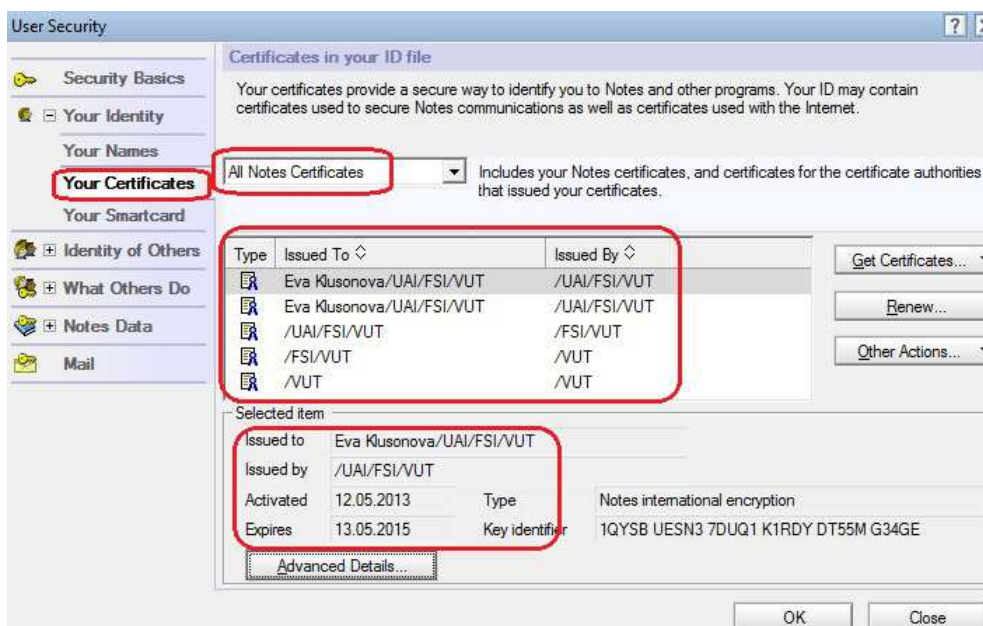 User Security
?
Security Basics
Your Identity
Your Names
Your Certificates
Your Smartcard
Identity of Others
What Others Do
Notes Data
Mail
Certificates in your ID file
Your certificates provide a secure way to identify you to Notes and other programs. Your ID may contain
certificates used to secure Notes communications as well as certificates used with the Internet.
All Notes Certificates
Includes your Notes certificates, and certificates for the certificate authorities
that issued your certificates.
Type Issued To Issued By
Eva Klusonova/UAI/FSI/VUT /UAI/FSI/VUT
Eva Klusonova/UAI/FSI/VUT /UAI/FSI/VUT
/UAI/FSI/VUT /FSI/VUT
/FSI/VUT /VUT
/VUT /VUT
Get Certificates...
Renew...
Other Actions...
Selected item
Issued to Eva Klusonova/UAI/FSI/VUT
Issued by /UAI/FSI/VUT
Activated 12.05.2013 Type Notes international encryption
Expires 13.05.2015 Key identifier 1QYSB UESN3 7DUQ1 K1RDY DT55M G34GE
Advanced Details...
OK Close